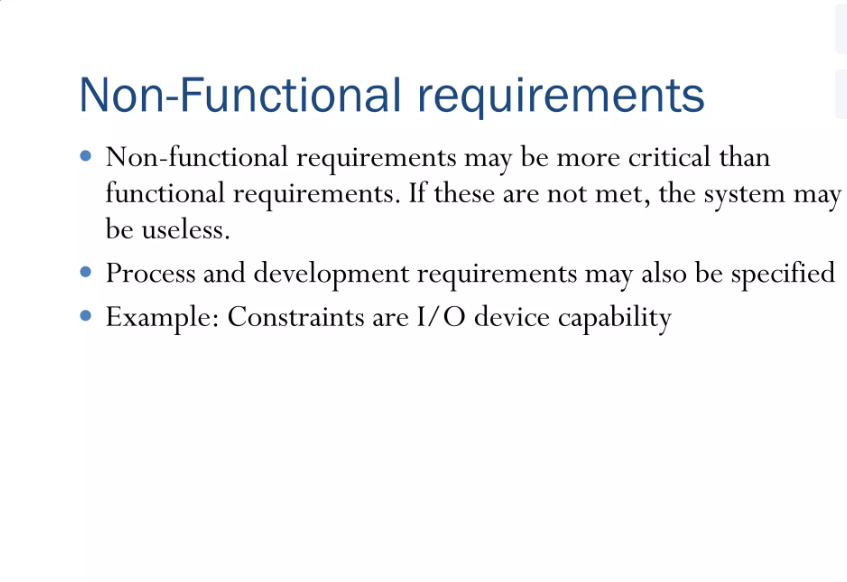 Non-Functional requirements
Non-functional requirements may be more critical than
functional requirements. If these are not met, the system may
be useless.
Process and development requirements may also be specified
Example: Constraints are I/O device capability